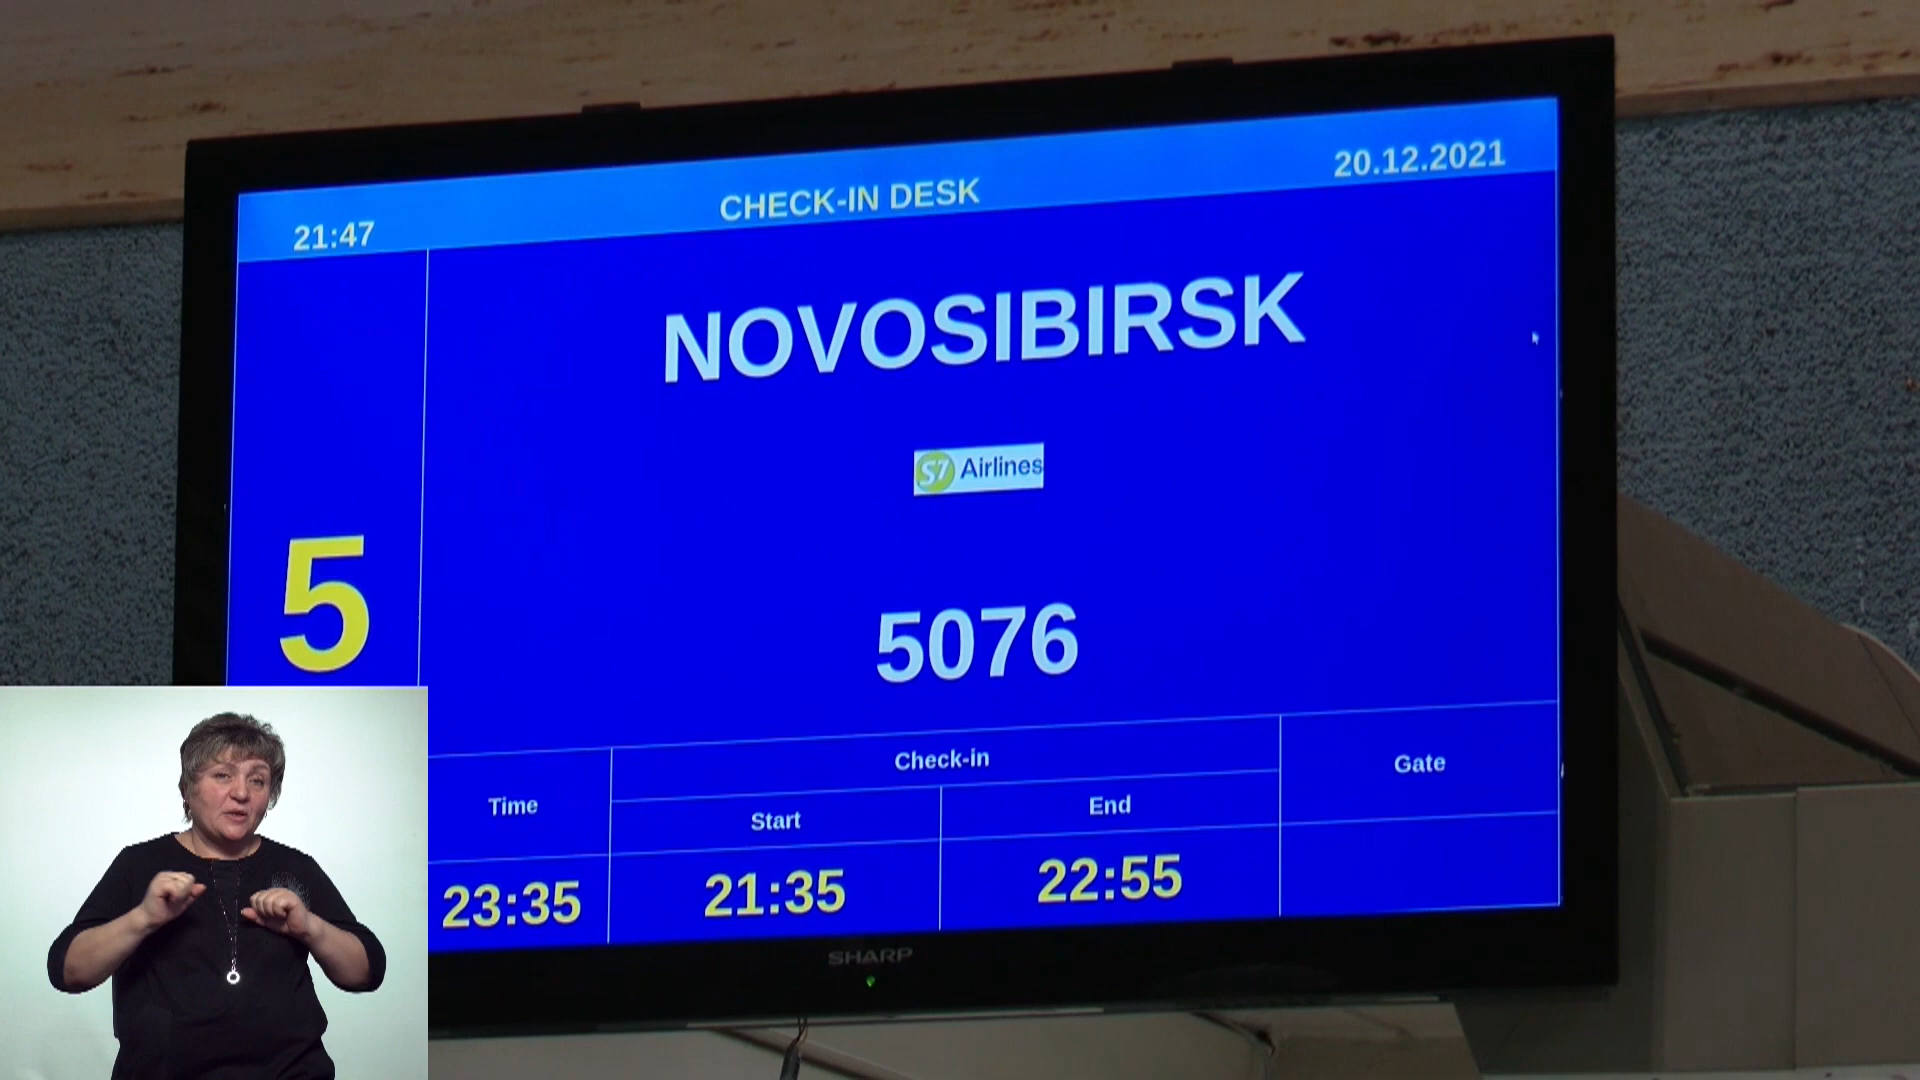 21:47
CHECK-IN DESK
20.12.2021
NOVOSIBIRSK
S7 Airlines
5
5076
Time
Check-in
Start
End
Gate
23:35
21:35
22:55
SHARP